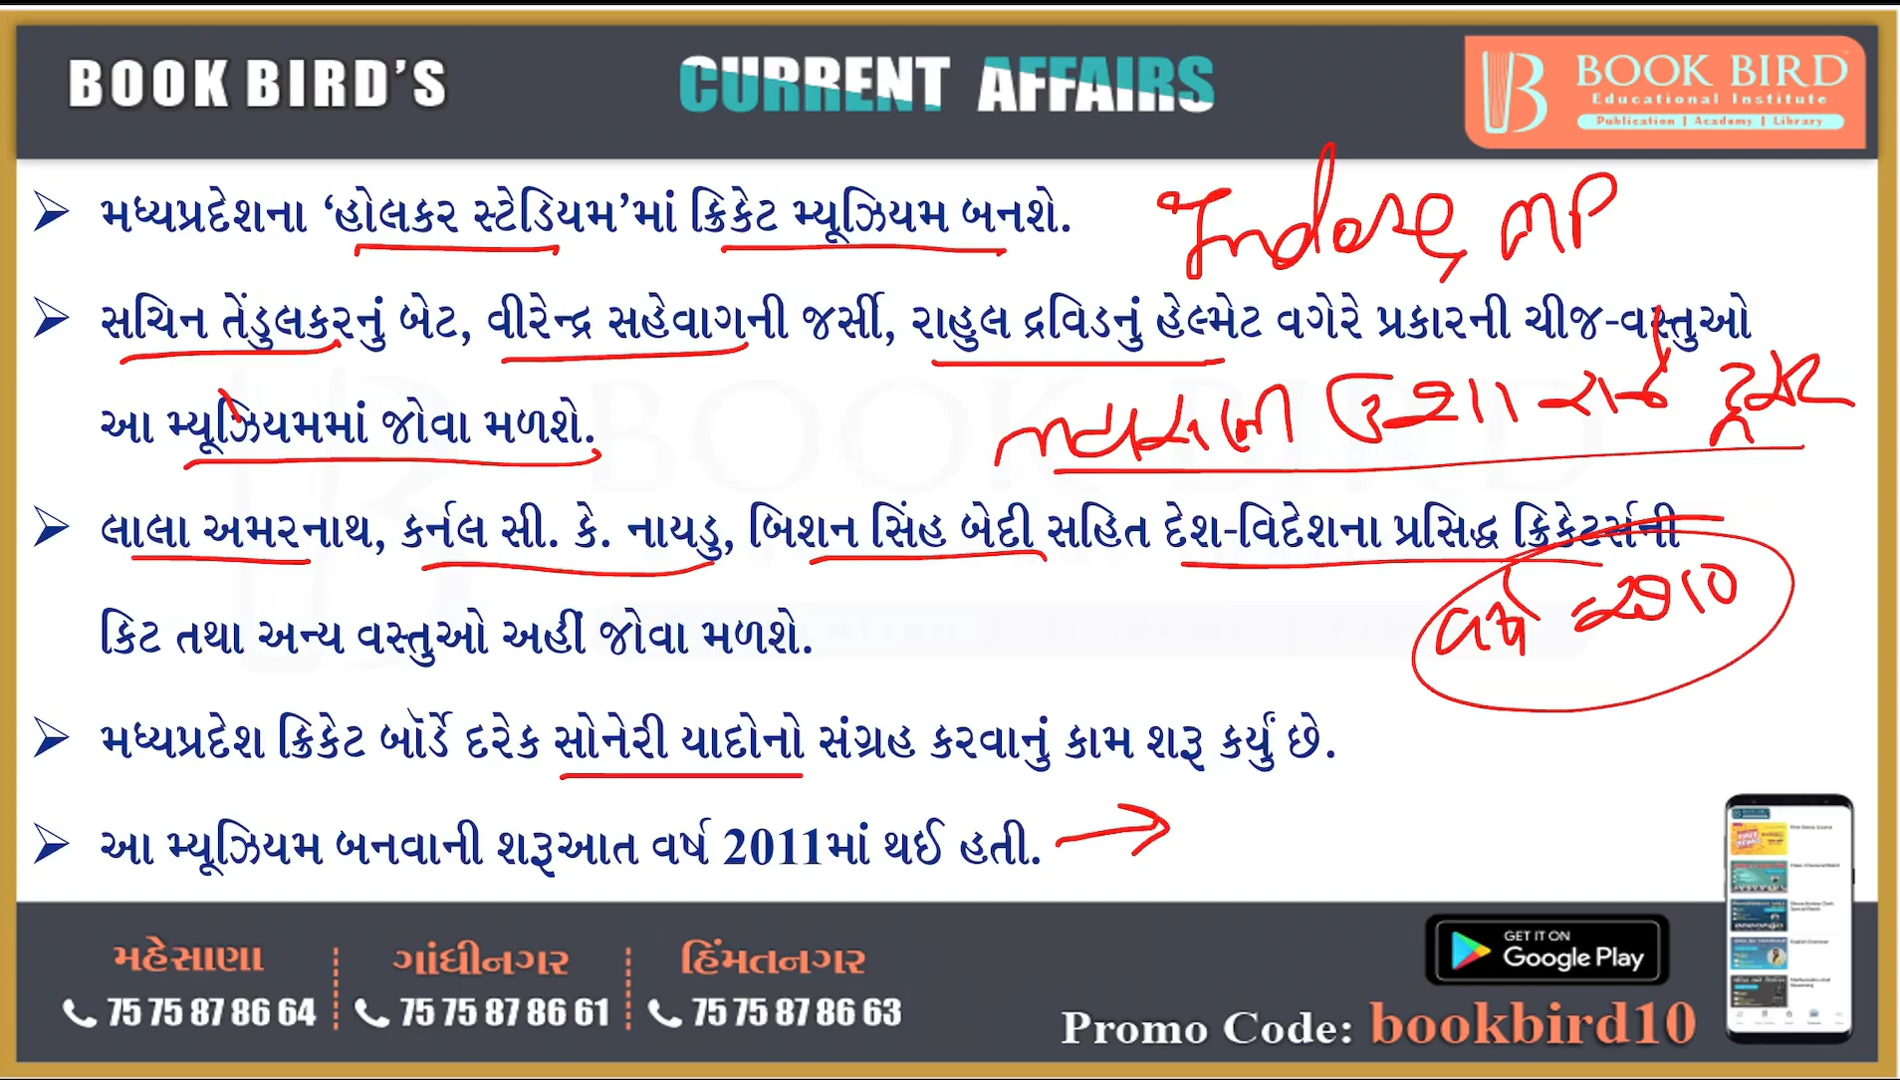 BOOK BIRD'S
CURRENT AFFAIRS
BOOK BIRD
Educational Institute
Publication | Academy | Library
➢ મધ્યપ્રદેશના ‘હોલકર સ્ટેડિયમ’માં ક્રિકેટ મ્યૂઝિયમ બનશે.
Indore, MP
➢ સચિન તેંડુલકરનું બેટ, વીરેન્દ્ર સહેવાગની જર્સી, રાહુલ દ્રવિડનું હેલ્મેટ વગેરે પ્રકારની ચીજ-વસ્તુઓ
આ મ્યૂઝિયમમાં જોવા મળશે.
➢ લાલા અમરનાથ, કર્નલ સી. કે. નાયડુ, બિશન સિંહ બેદી સહિત દેશ-વિદેશના પ્રસિદ્ધ ક્રિકેટર્સની
વર્ષ
કિટ તથા અન્ય વસ્તુઓ અહીં જોવા મળશે.
➢ મધ્યપ્રદેશ ક્રિકેટ બૉર્ડે દરેક સોનેરી યાદોનો સંગ્રહ કરવાનું કામ શરૂ કર્યું છે.
➢ આ મ્યૂઝિયમ બનવાની શરૂઆત વર્ષ 2011માં થઈ હતી.
મહેસાણા
75 75 87 86 64
ગાંધીનગર
75 75 87 86 61
હિંમતનગર
75 75 87 86 63
GET IT ON
Google Play
Promo Code: bookbird10